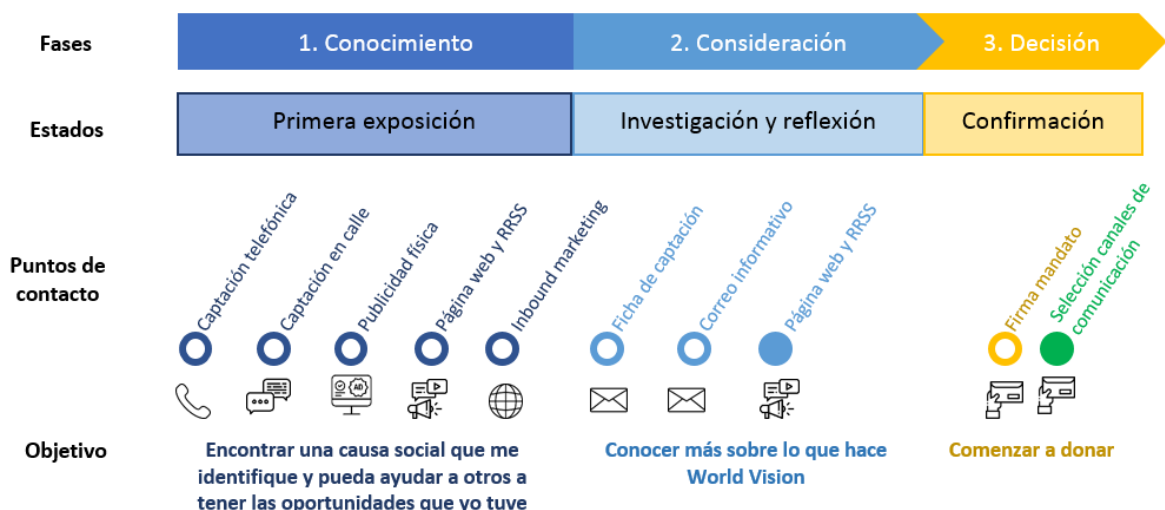 Fases
1. Conocimiento
2. Consideración
3. Decisión
Estados
Primera exposición
Investigación y reflexión
Confirmación
Puntos de
contacto
Captación telefónica
Captación en calle
Publicidad física
Página web y RRSS
Inbound marketing
Ficha de captación
Correo informativo
Página web y RRSS
Firma mandato
Selección canales de
comunicación
AD
Objetivo
Encontrar una causa social que me
identifique y pueda ayudar a otros a
tener las oportunidades que yo tuve
Conocer más sobre lo que hace
World Vision
Comenzar a donar